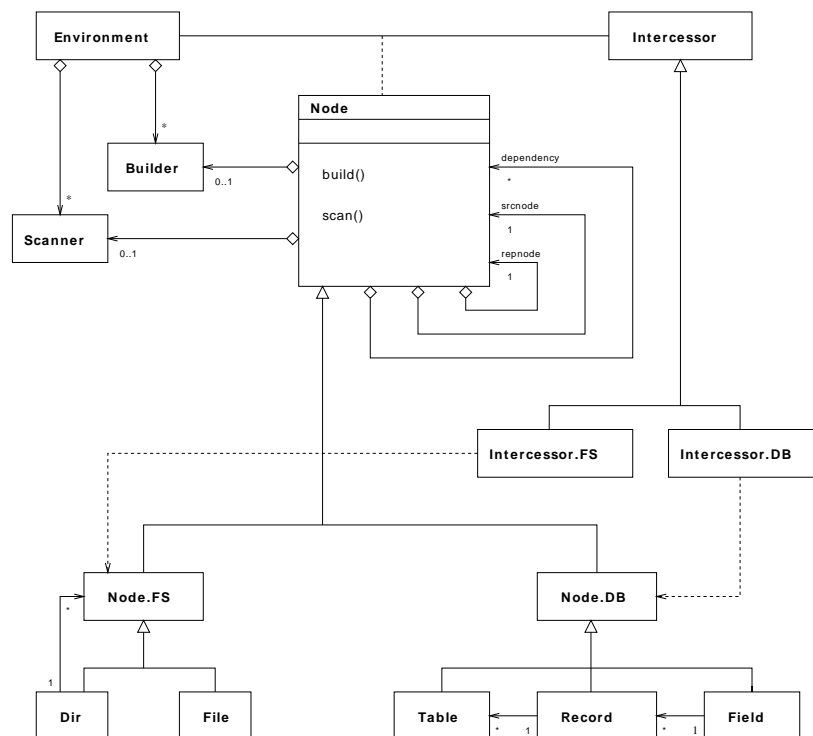 Environment
Intercessor
Node
build()
scan()
Builder
Scanner
*
*
0..1
0..1
dependency
*
srcnode
1
repnode
1
Intercessor.FS
Intercessor.DB
Node.FS
Node.DB
*
1
Dir
File
Table
Record
Field
*
1
*
1